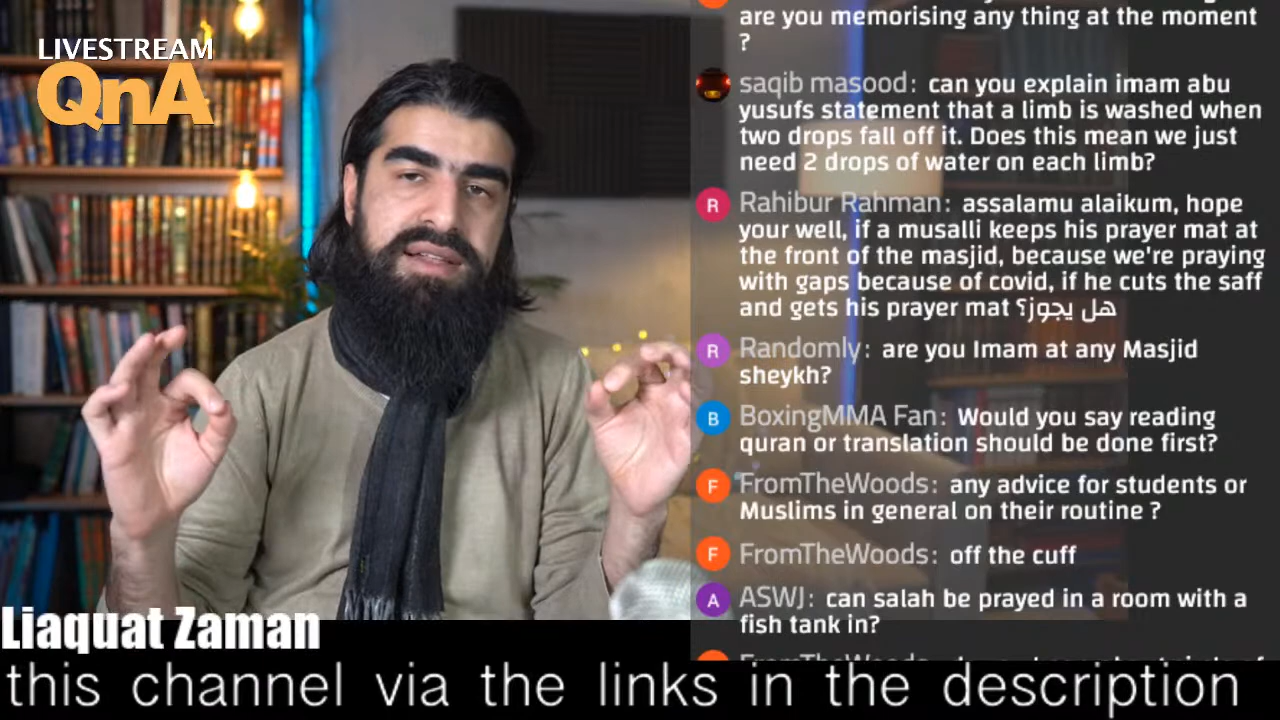 LIVESTREAM
QnA
are you memorising any thing at the moment
?
saqib masood: can you explain imam abu
yusufs statement that a limb is washed when
two drops fall off it. Does this mean we just
need 2 drops of water on each limb?
R
Rahibur Rahman: assalamu alaikum, hope
your well, if a musalli keeps his prayer mat at
the front of the masjid, because we're praying
with gaps because of covid, if he cuts the saff
and gets his prayer mat هل يجوز؟
R
Randomly: are you Imam at any Masjid
sheykh?
B
BoxingMMA Fan: Would you say reading
quran or translation should be done first?
F
FromTheWoods: any advice for students or
Muslims in general on their routine ?
F
FromTheWoods: off the cuff
A
ASWJ: can salah be prayed in a room with a
fish tank in?
Liaquat Zaman
this channel via the links in the description